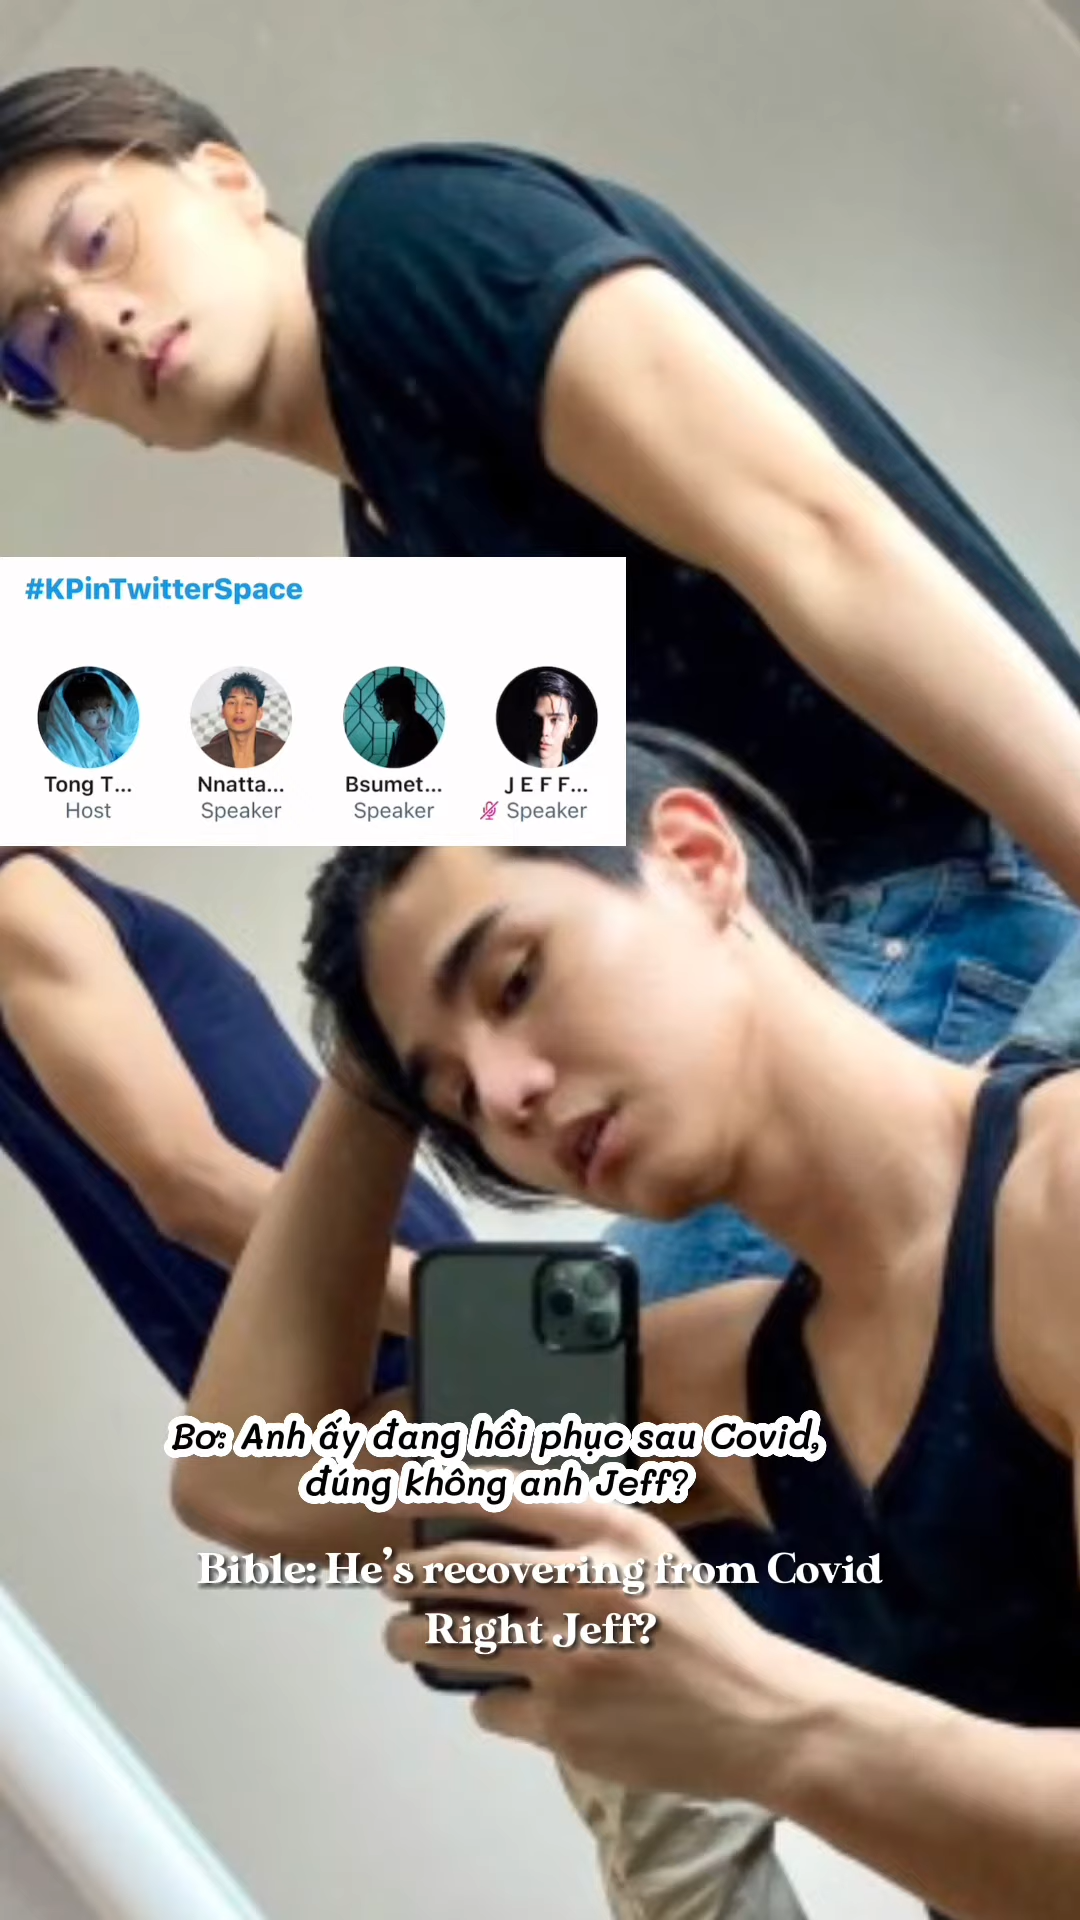 #KPinTwitterSpace
Tong T... Nnatta... Bsumet... J E F F...
Host Speaker Speaker Speaker
Bơ: Anh ấy đang hồi phục sau Covid,
đúng không anh Jeff?
Bible: He's recovering from Covid
Right Jeff?